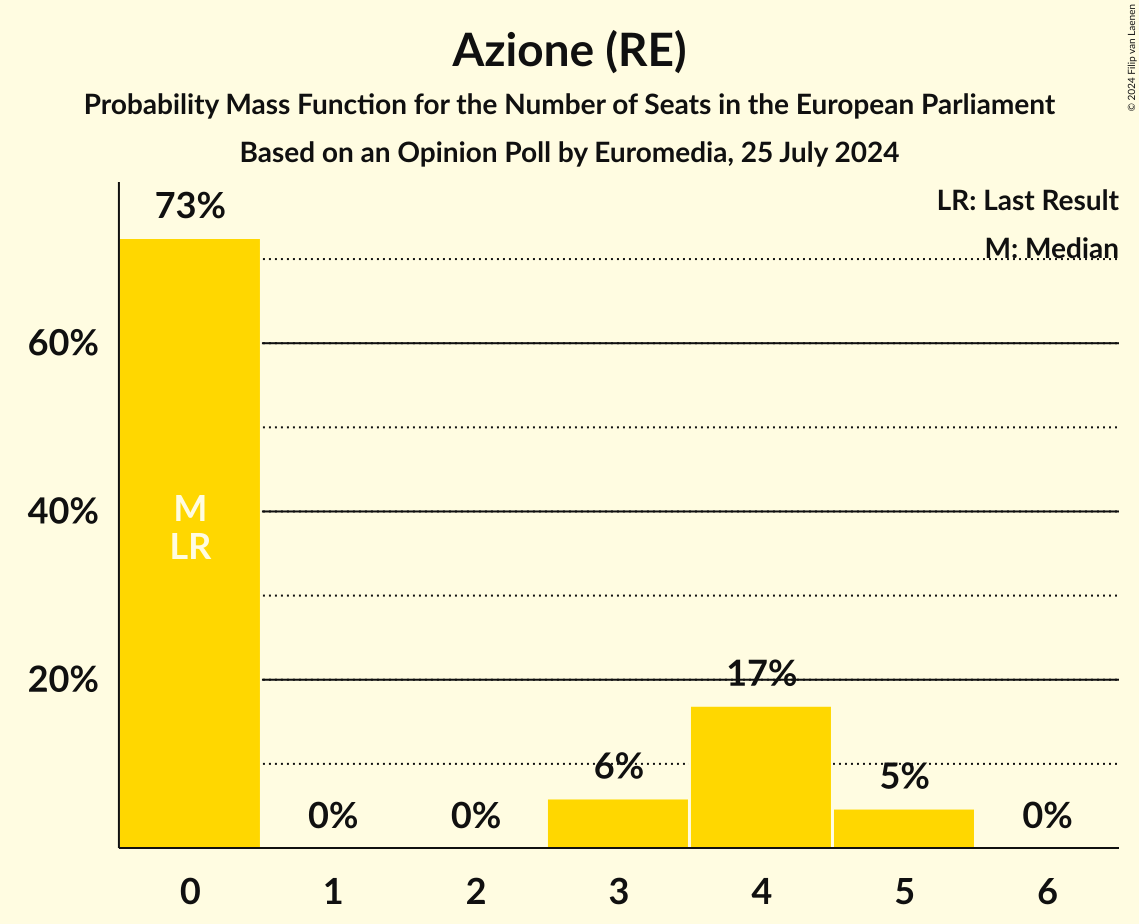 Azione (RE)
Probability Mass Function for the Number of Seats in the European Parliament
Based on an Opinion Poll by Euromedia, 25 July 2024
© 2024 Filip van Laenen
LR: Last Result
M: Median
73%
60%
40%
20%
M
LR
0%
0%
6%
17%
5%
0%
0
1
2
3
4
5
6